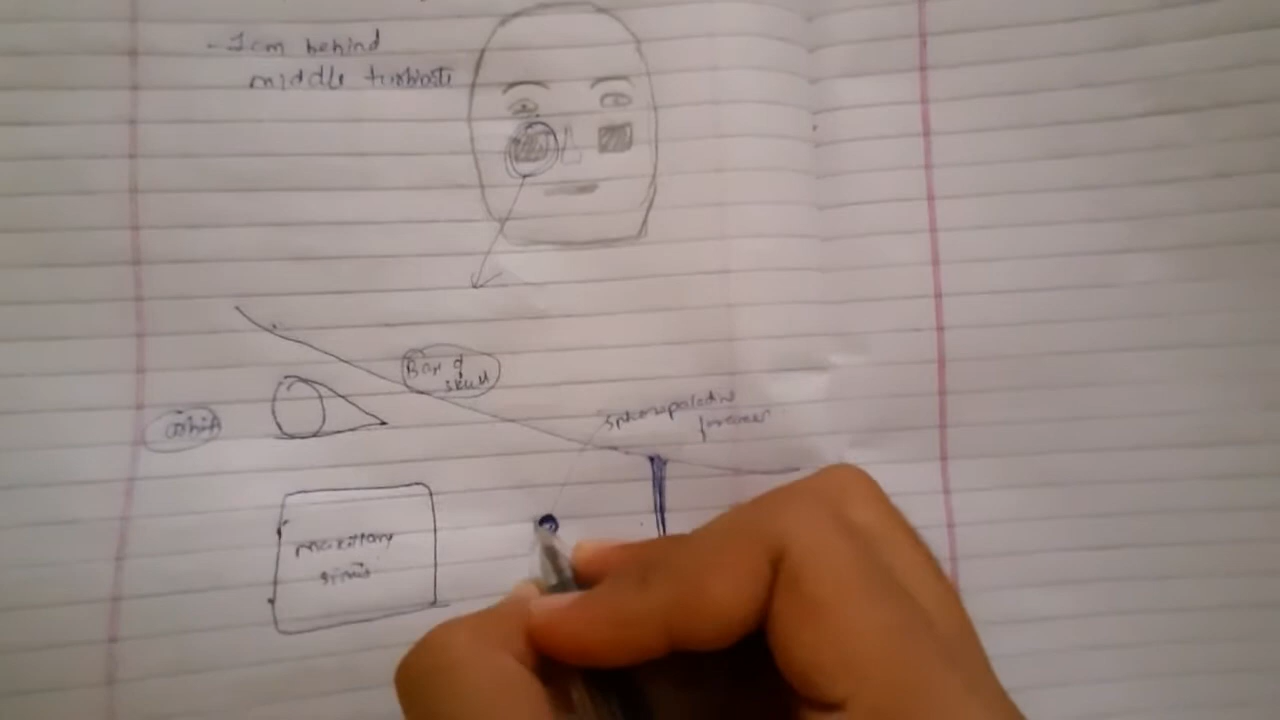 - 1cm behind
middle turbinate
Base of
skull
orbit
sphenopalatine
foramen
maxillary
sinus